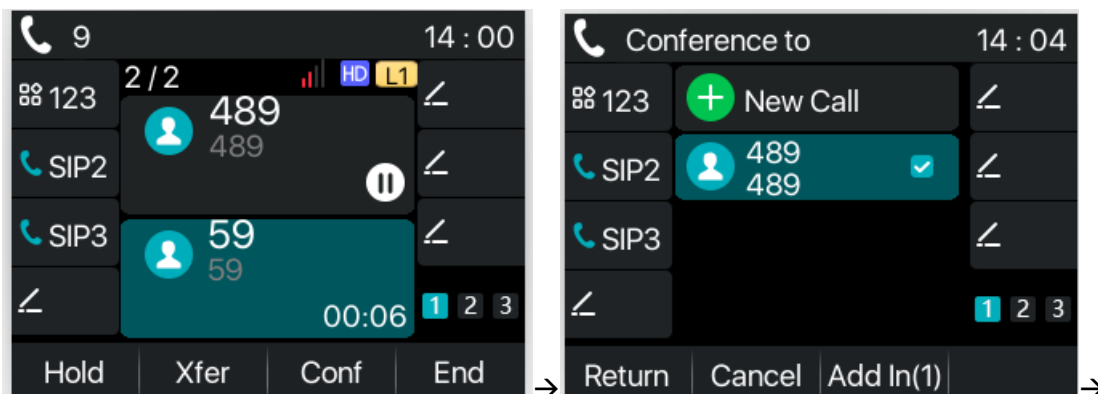 9 14 : 00
2 / 2 HD L1
123
489
489
SIP2
SIP3
59
59
00:06
1 2 3
Hold Xfer Conf End
→
Conference to 14 : 04
123
New Call
SIP2
489
489
SIP3
1 2 3
Return Cancel Add In(1)
→